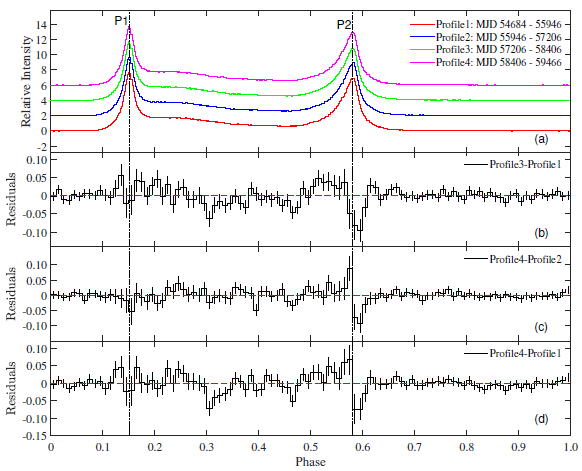 P1
P2
Profile1: MJD 54684 - 55946
Profile2: MJD 55946 - 57206
Profile3: MJD 57206 - 58406
Profile4: MJD 58406 - 59466
Relative Intensity
14
12
10
8
6
4
2
0
-2
(a)
Profile3-Profile1
Residuals
0.10
0.05
0
-0.05
-0.10
(b)
Profile4-Profile2
Residuals
0.10
0.05
0
-0.05
-0.10
(c)
Profile4-Profile1
Residuals
0.10
0.05
0
-0.05
-0.10
-0.15
(d)
0 0.1 0.2 0.3 0.4 0.5 0.6 0.7 0.8 0.9 1.0
Phase